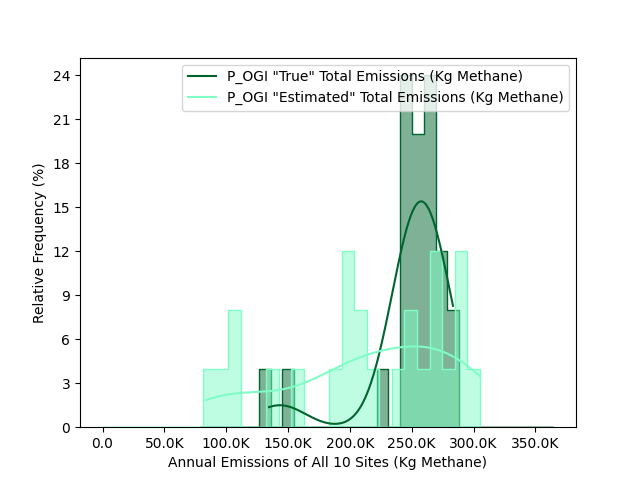 P_OGI "True" Total Emissions (Kg Methane)
P_OGI "Estimated" Total Emissions (Kg Methane)
24
21
18
15
12
9
6
3
0
Relative Frequency (%)
0.0 50.0K 100.0K 150.0K 200.0K 250.0K 300.0K 350.0K
Annual Emissions of All 10 Sites (Kg Methane)